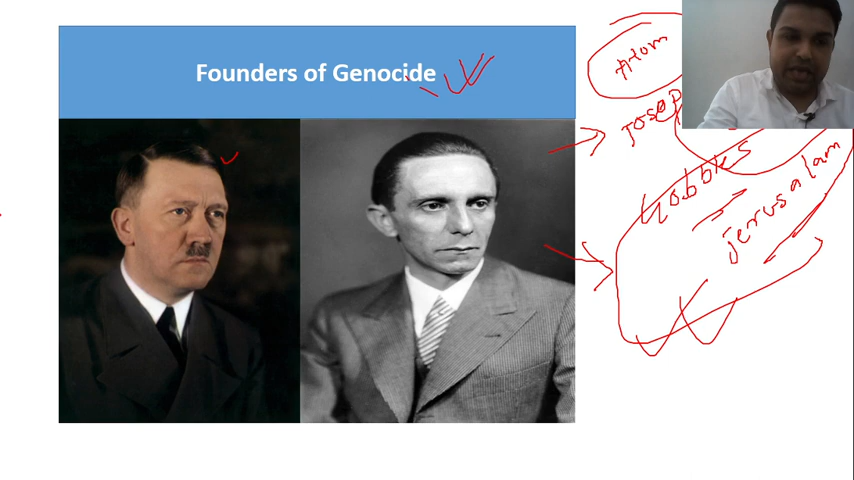 Founders of Genocide
Atom
Josep
Gobbles
Jerusalam